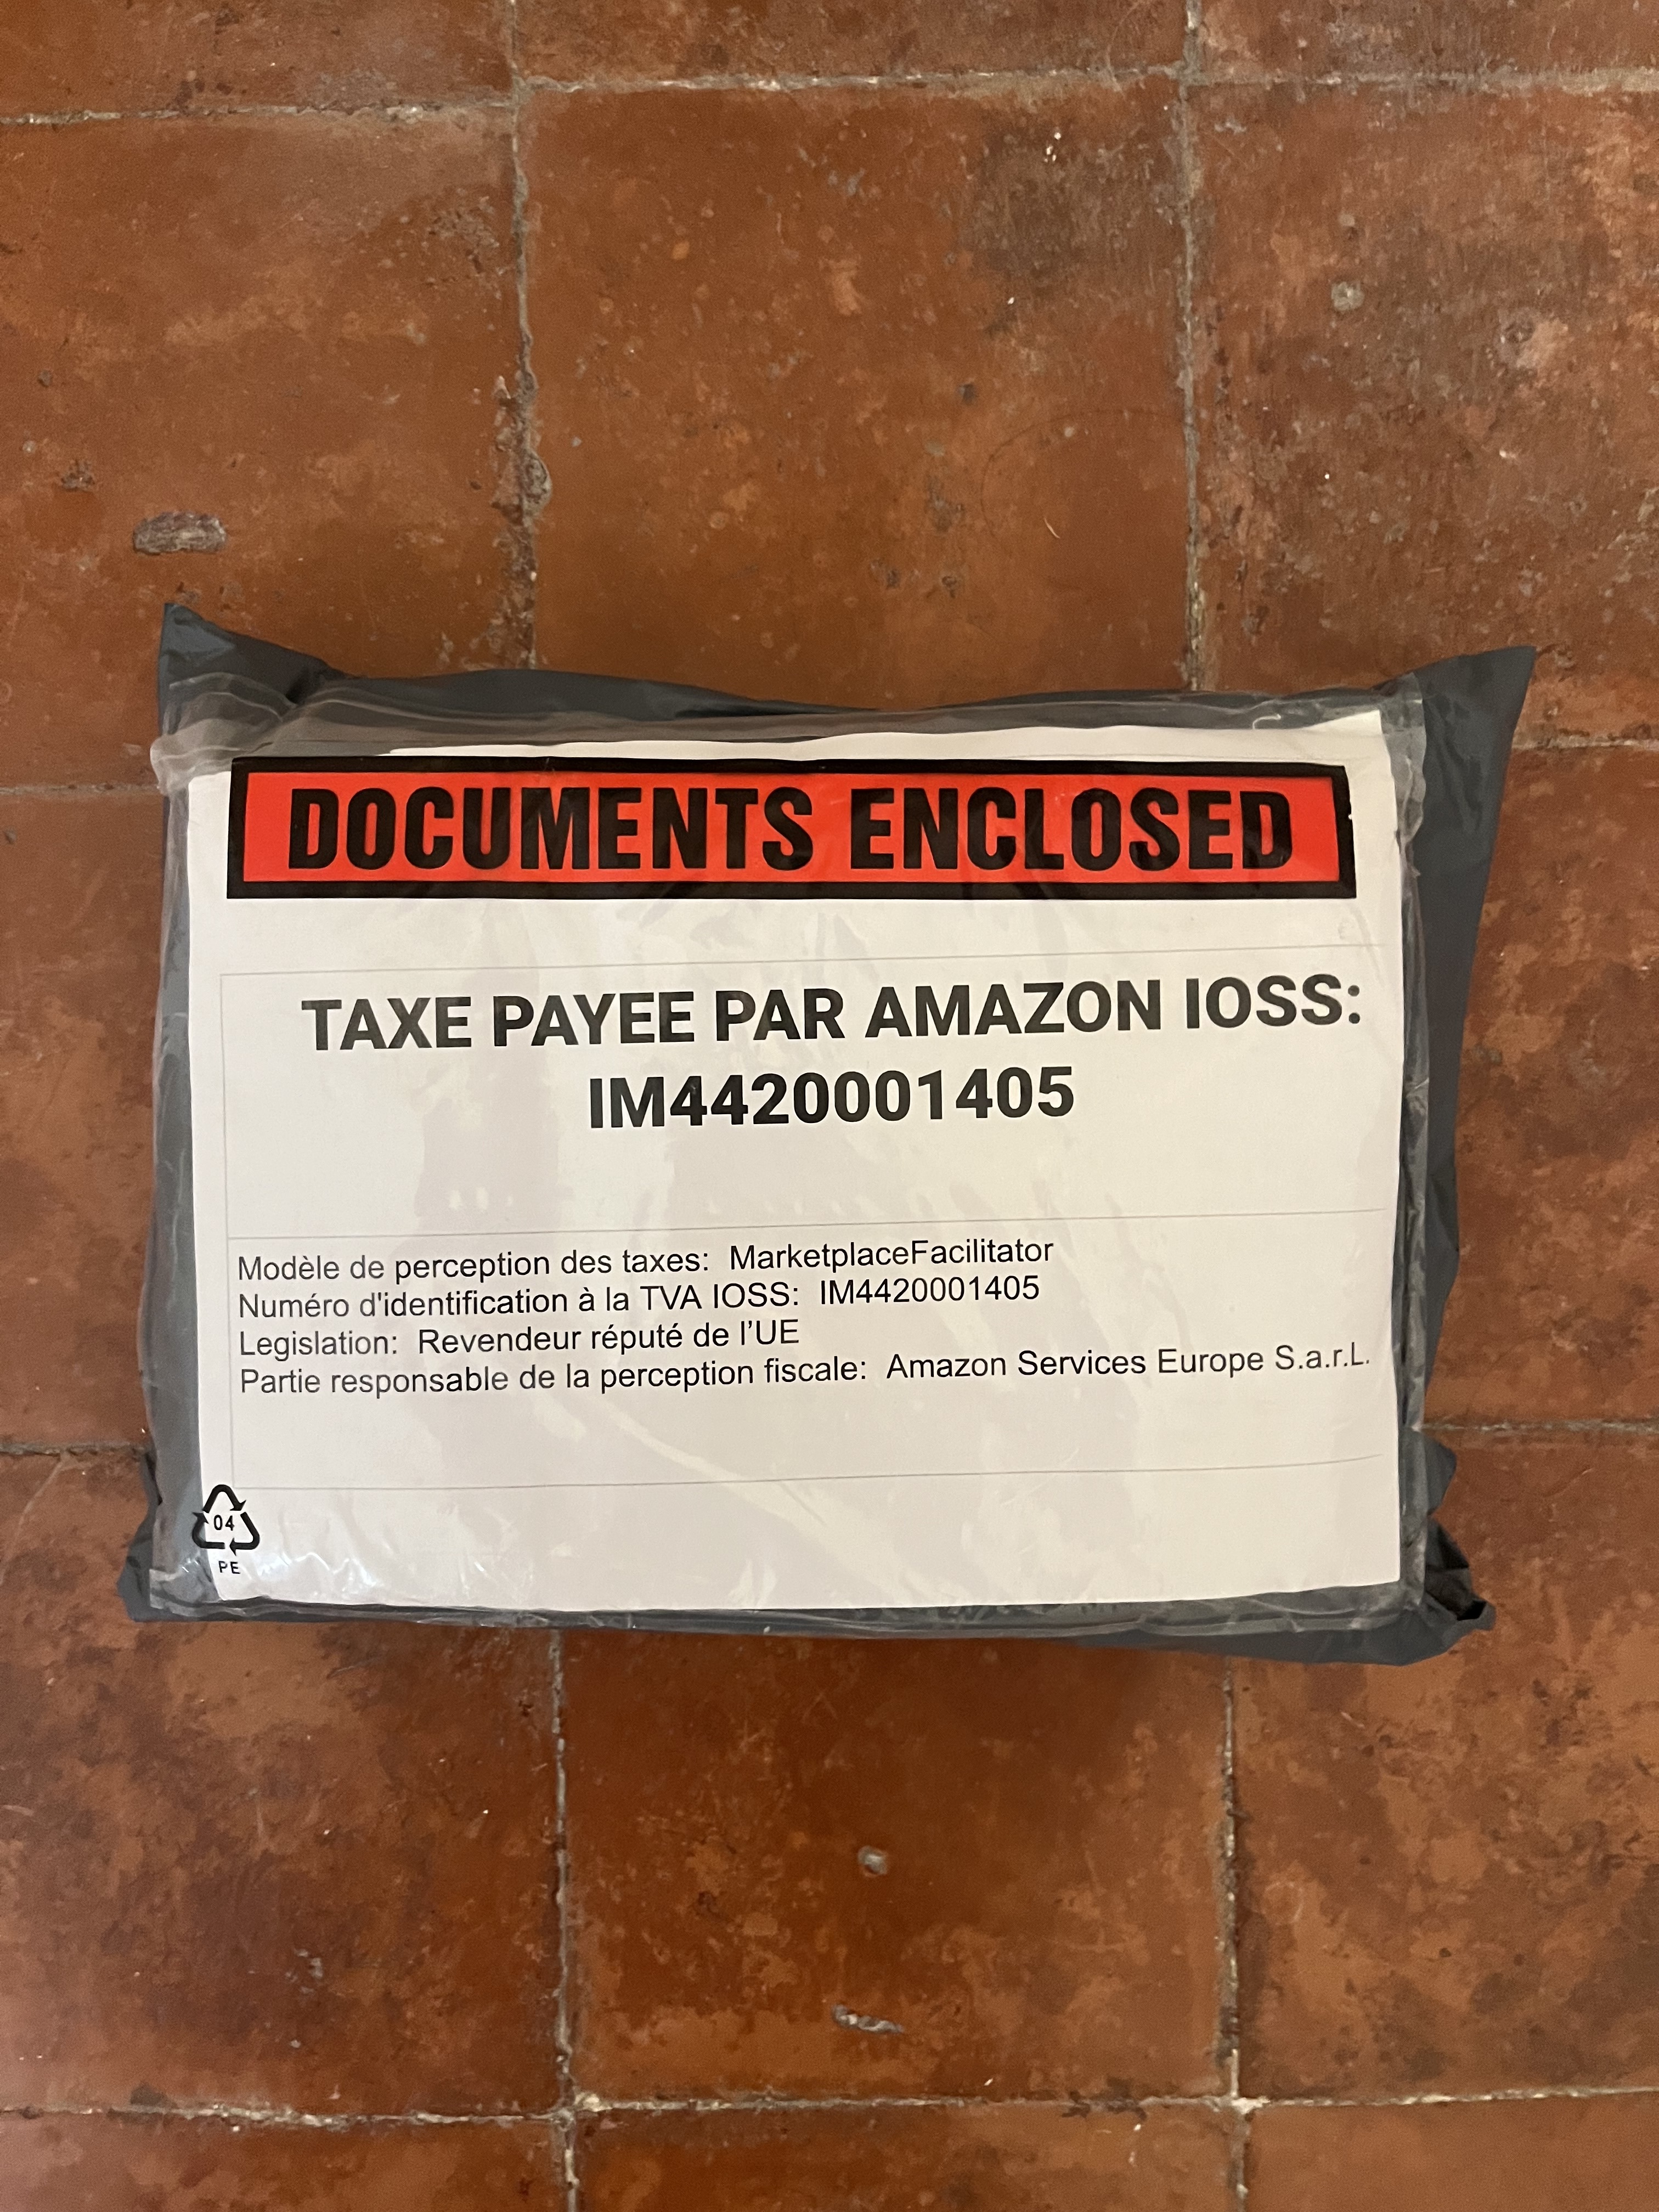 DOCUMENTS ENCLOSED
TAXE PAYEE PAR AMAZON IOSS:
IM4420001405
Modèle de perception des taxes: MarketplaceFacilitator
Numéro d'identification à la TVA IOSS: IM4420001405
Legislation: Revendeur réputé de l’UE
Partie responsable de la perception fiscale: Amazon Services Europe S.a.r.L.
04
PE